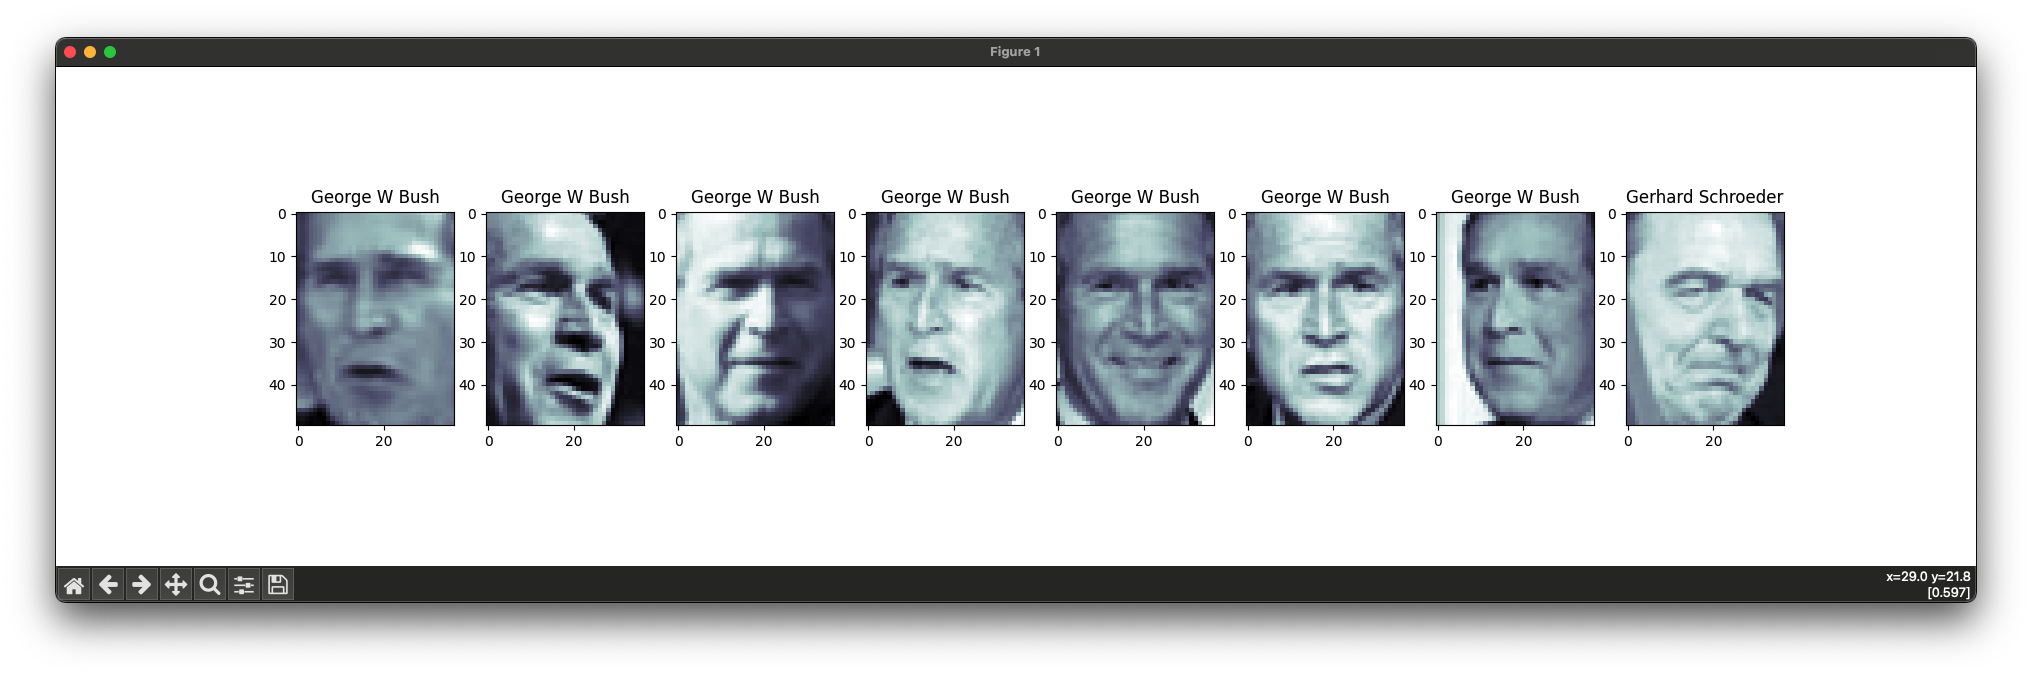 Figure 1
George W Bush George W Bush George W Bush George W Bush George W Bush George W Bush George W Bush Gerhard Schroeder
0 0 0 0 0 0 0 0
10 10 10 10 10 10 10 10
20 20 20 20 20 20 20 20
30 30 30 30 30 30 30 30
40 40 40 40 40 40 40 40
0 20 0 20 0 20 0 20 0 20 0 20 0 20 0 20
x=29.0 y=21.8
[0.597]